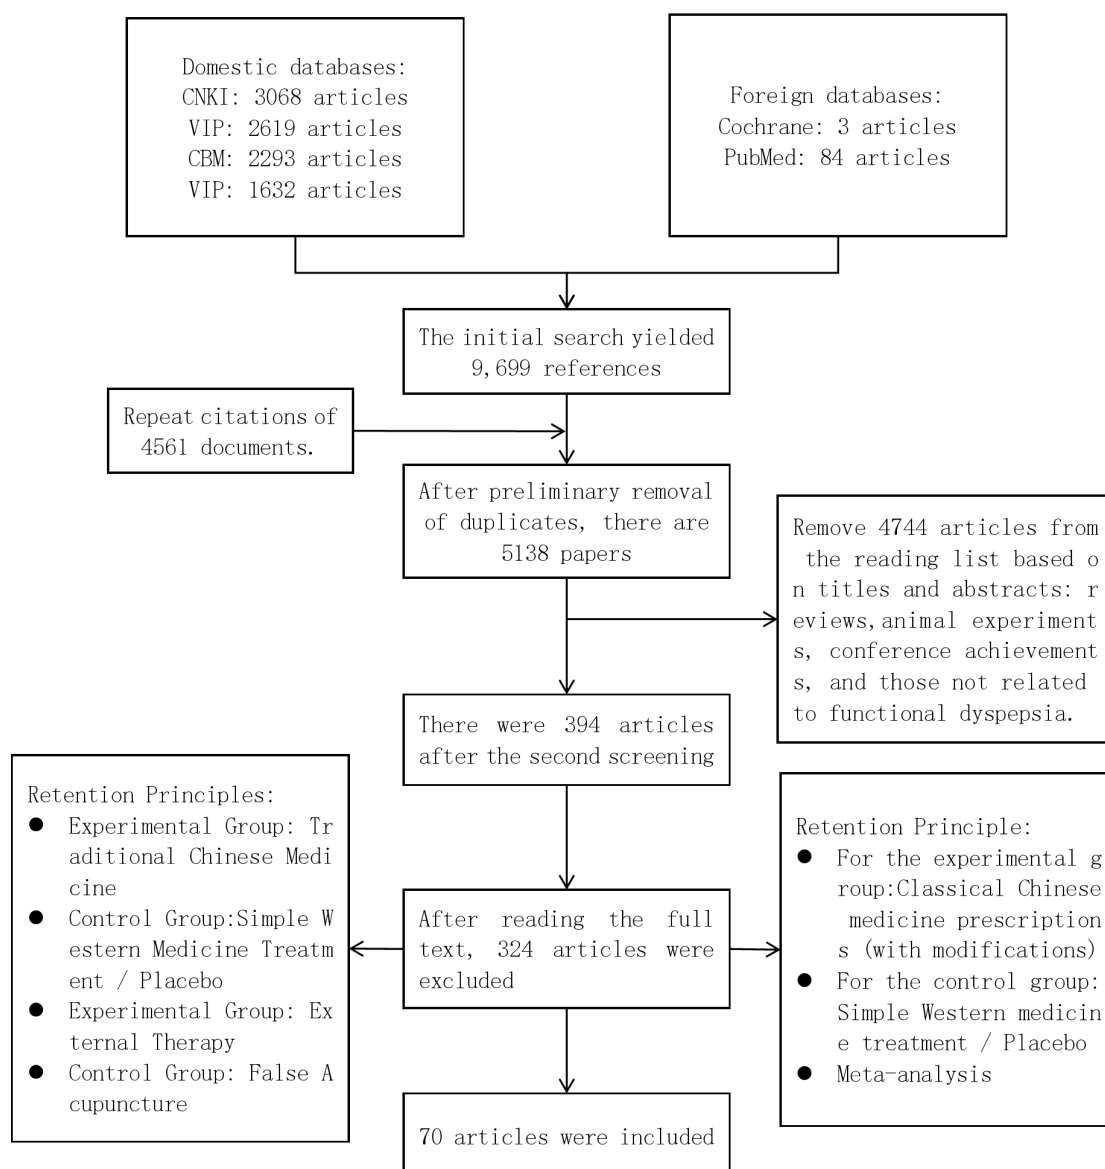 Domestic databases:
CNKI: 3068 articles
VIP: 2619 articles
CBM: 2293 articles
VIP: 1632 articles
Foreign databases:
Cochrane: 3 articles
PubMed: 84 articles
The initial search yielded
9,699 references
Repeat citations of
4561 documents.
After preliminary removal
of duplicates, there are
5138 papers
Remove 4744 articles from
the reading list based o
n titles and abstracts: r
eviews, animal experiment
s, conference achievement
s, and those not related
to functional dyspepsia.
There were 394 articles
after the second screening
Retention Principles:
● Experimental Group: Tr
aditional Chinese Medi
cine
● Control Group:Simple W
estern Medicine Treatm
ent / Placebo
● Experimental Group: Ex
ternal Therapy
● Control Group: False A
cupuncture
After reading the full
text, 324 articles were
excluded
Retention Principle:
● For the experimental g
roup:Classical Chinese
medicine prescription
s (with modifications)
● For the control group:
Simple Western medicin
e treatment / Placebo
● Meta-analysis
70 articles were included